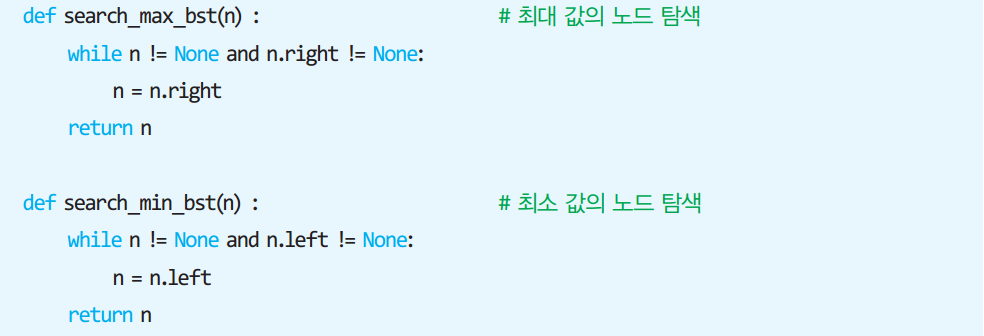 def search_max_bst(n) : # 최대 값의 노드 탐색
    while n != None and n.right != None:
        n = n.right
    return n

def search_min_bst(n) : # 최소 값의 노드 탐색
    while n != None and n.left != None:
        n = n.left
    return n